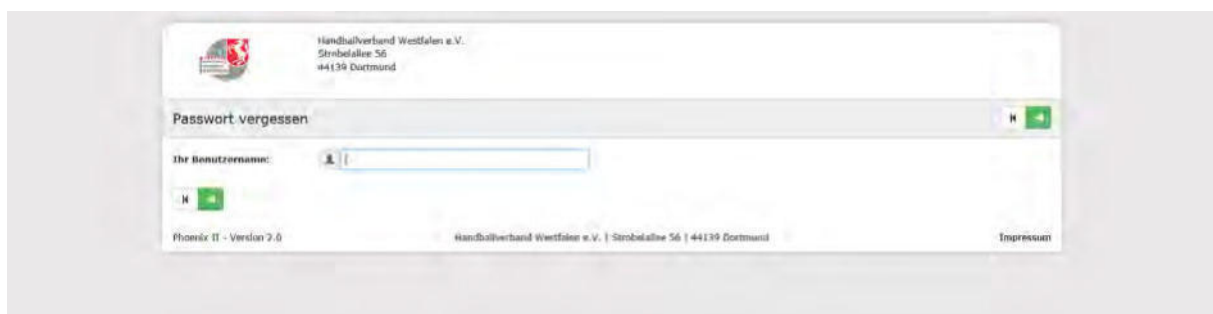 Handballverband Westfalen e.V.
Strobelallee 56
44139 Dortmund
Passwort vergessen
Ihr Benutzername:
Phoenix II - Version 2.0
Handballverband Westfalen e.V. | Strobelallee 56 | 44139 Dortmund
Impressum